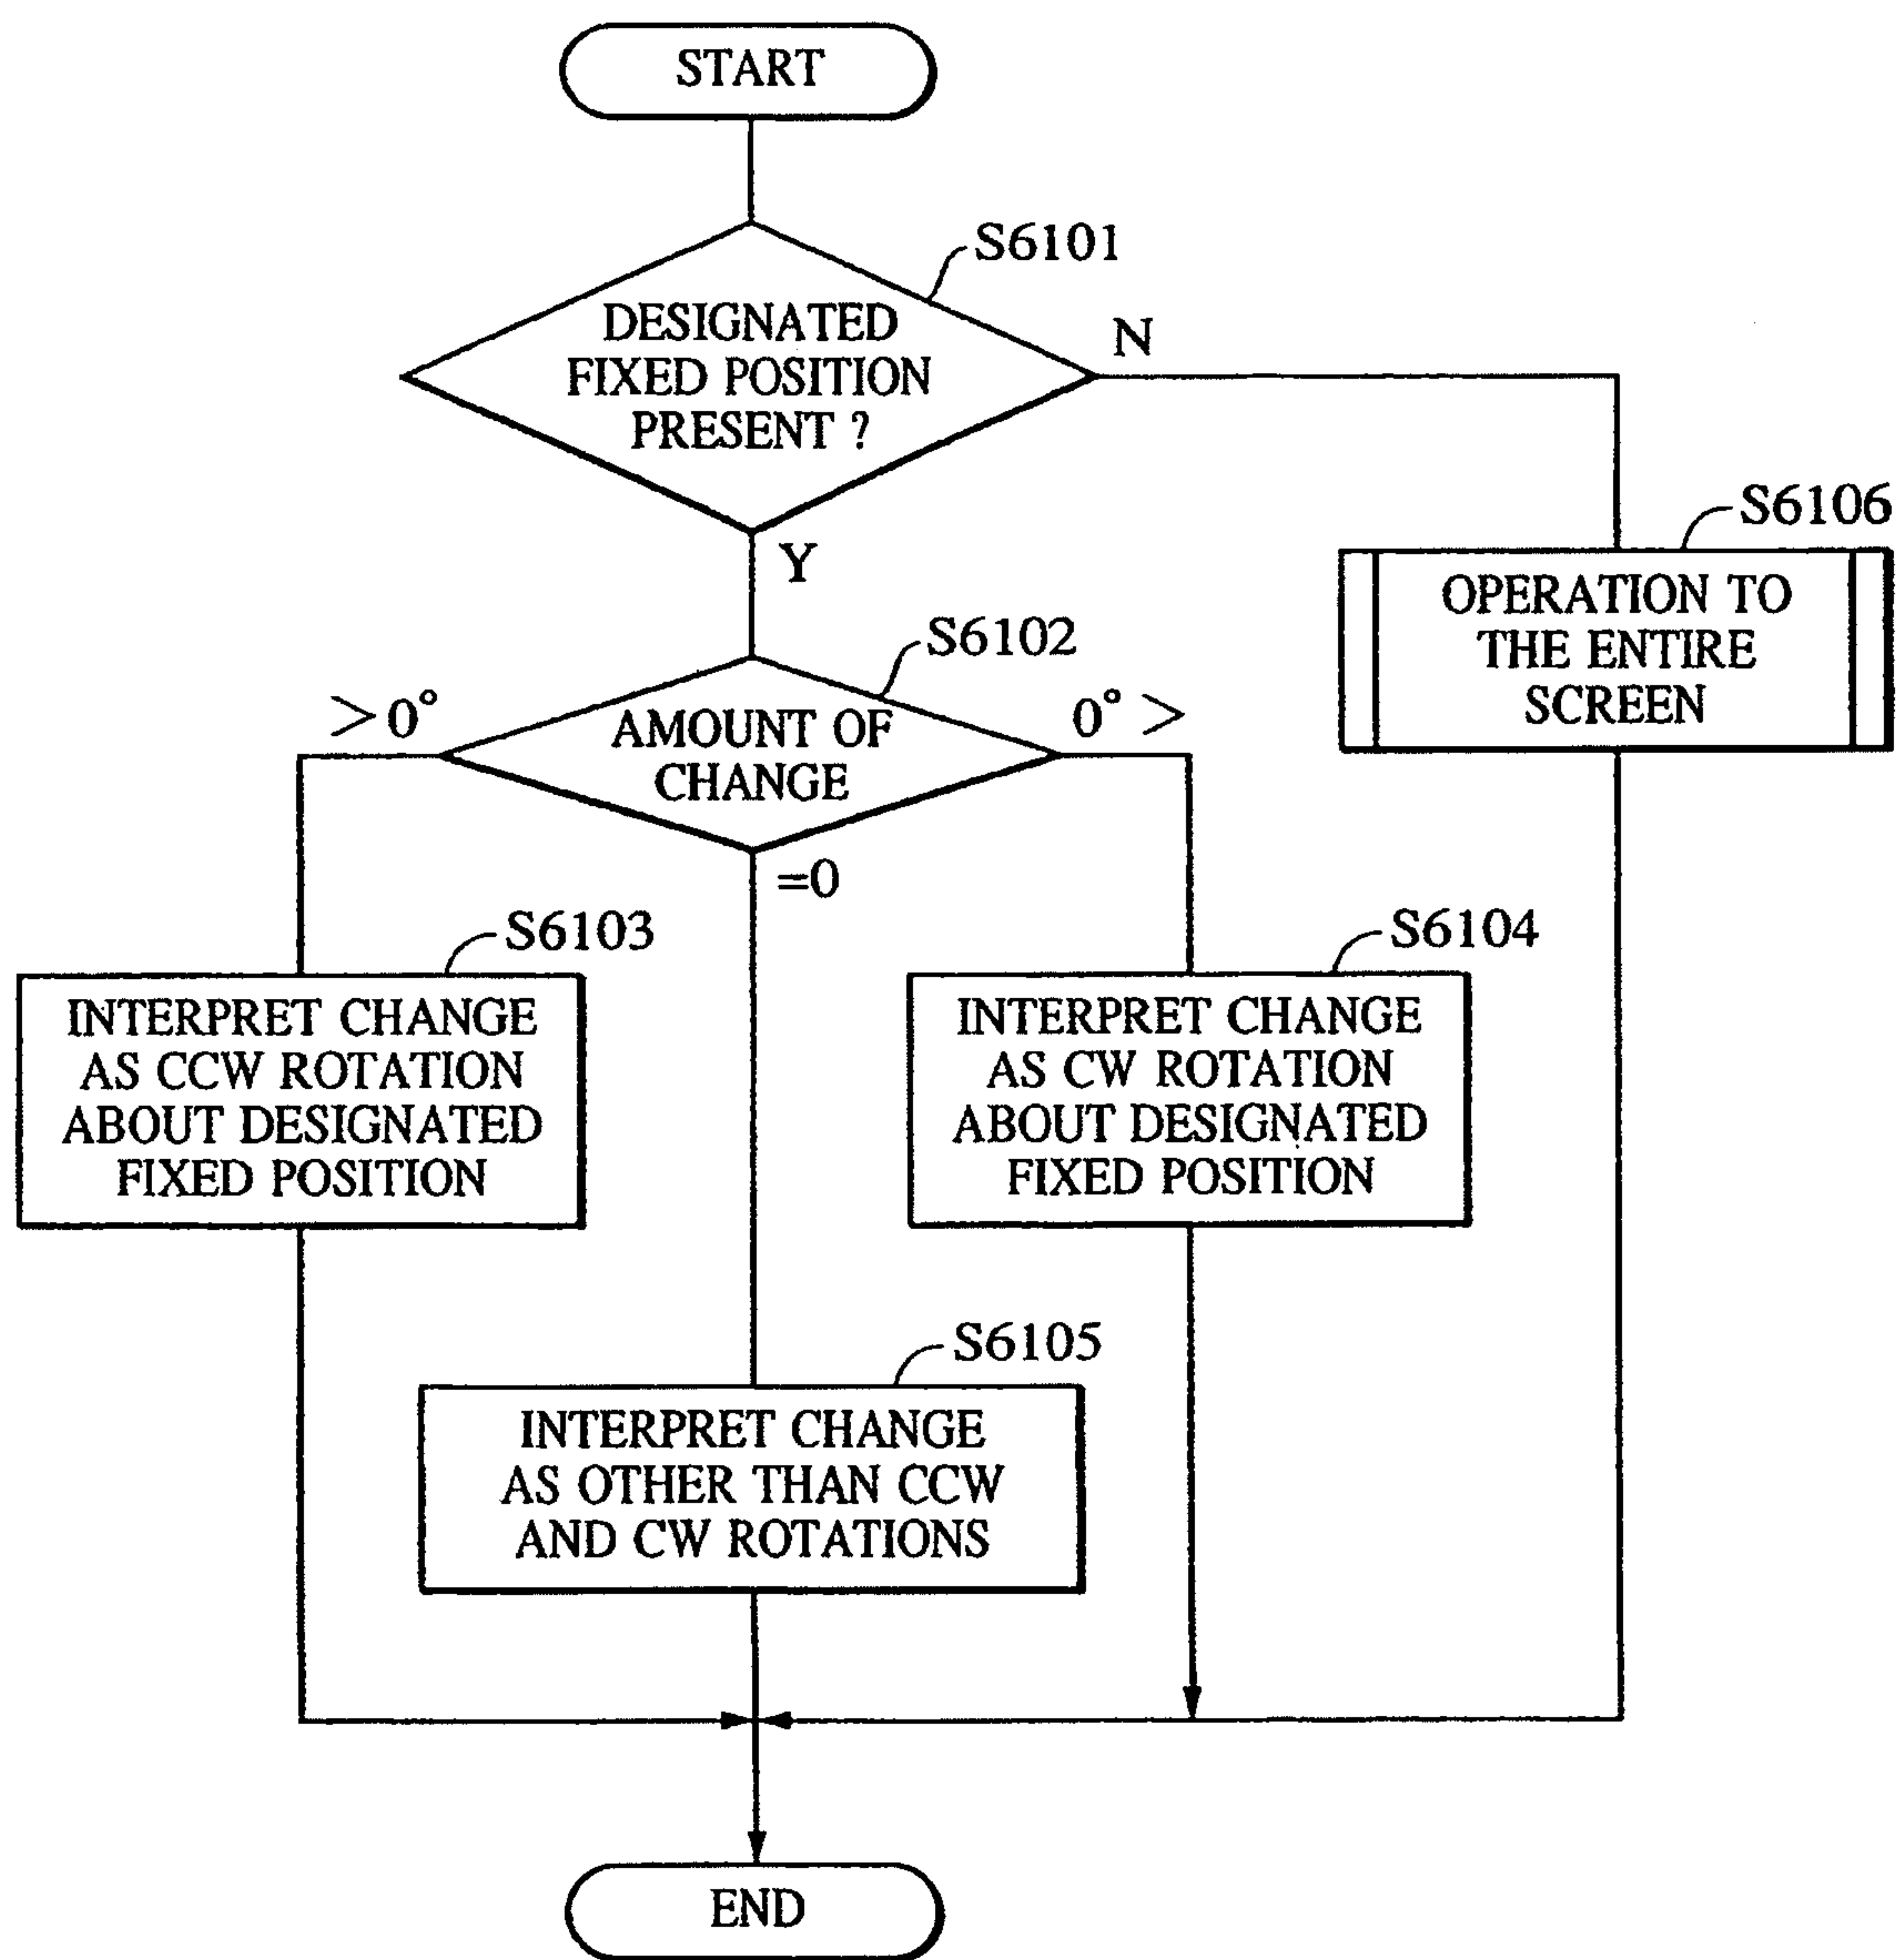 START
S6101
DESIGNATED
FIXED POSITION
PRESENT ?
N
Y
S6106
OPERATION TO
THE ENTIRE
SCREEN
S6102
>0°
AMOUNT OF
CHANGE
0° >
=0
S6103
INTERPRET CHANGE
AS CCW ROTATION
ABOUT DESIGNATED
FIXED POSITION
S6104
INTERPRET CHANGE
AS CW ROTATION
ABOUT DESIGNATED
FIXED POSITION
S6105
INTERPRET CHANGE
AS OTHER THAN CCW
AND CW ROTATIONS
END